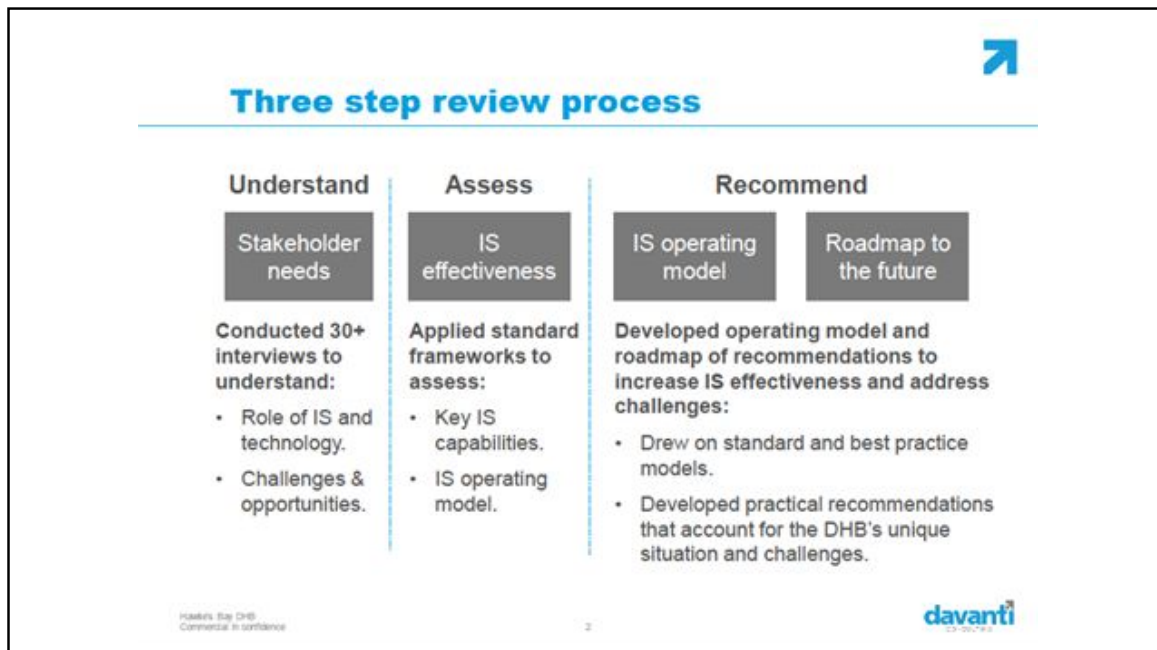 Three step review process
Understand
Stakeholder
needs
Conducted 30+
interviews to
understand:
• Role of IS and
technology.
• Challenges &
opportunities.
Assess
IS
effectiveness
Applied standard
frameworks to
assess:
• Key IS
capabilities.
• IS operating
model.
Recommend
IS operating
model
Roadmap to
the future
Developed operating model and
roadmap of recommendations to
increase IS effectiveness and address
challenges:
• Drew on standard and best practice
models.
• Developed practical recommendations
that account for the DHB's unique
situation and challenges.
Hawke's Bay DHB
Commercial in confidence
2
davanti
CONSULTING